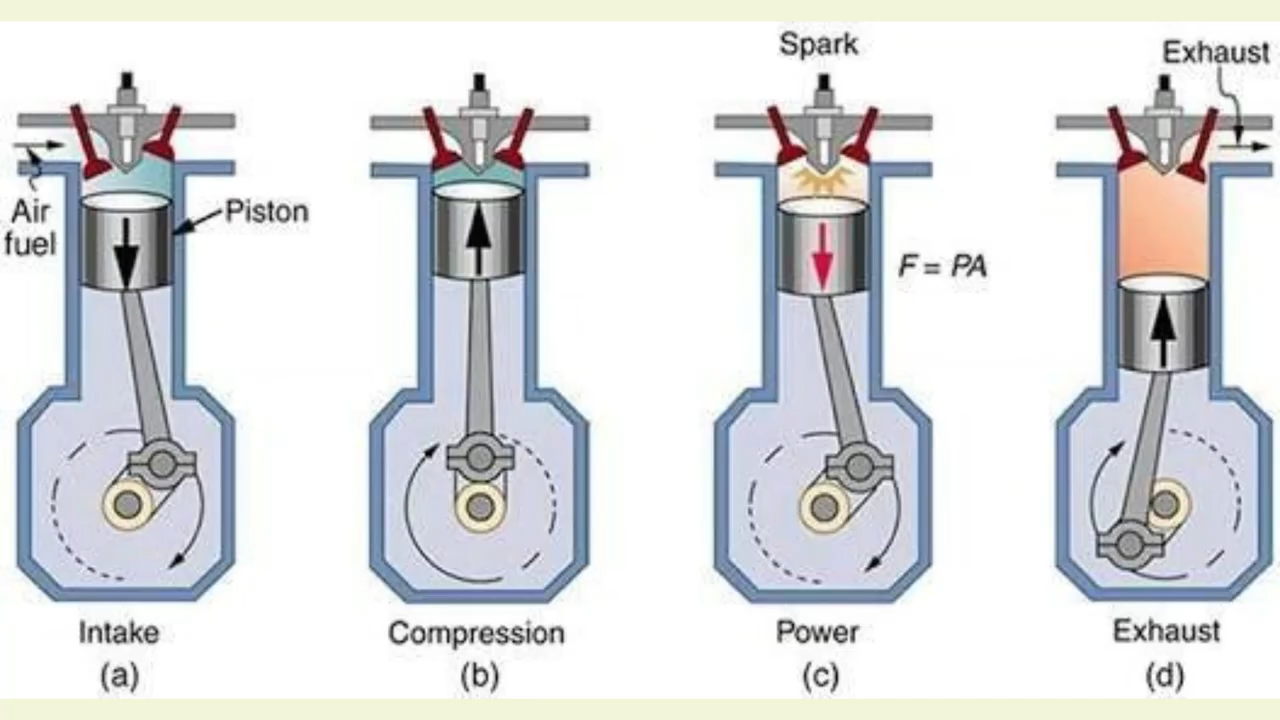 Spark
Exhaust
Air
fuel
Piston
F = PA
Intake
Compression
Power
Exhaust
(a)
(b)
(c)
(d)